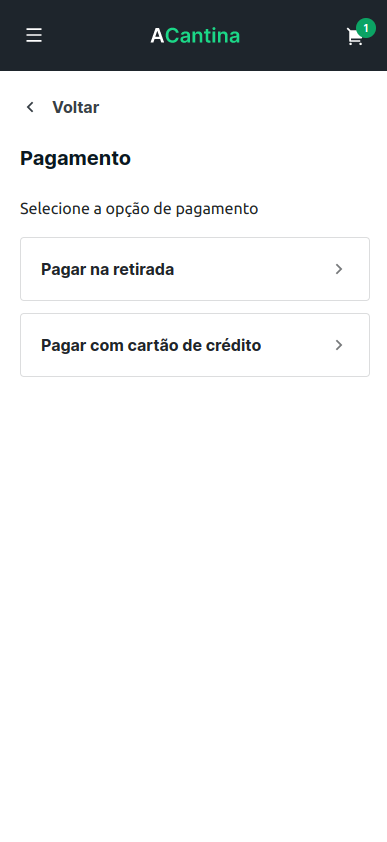 ACantina
1
Voltar
Pagamento
Selecione a opção de pagamento
Pagar na retirada
Pagar com cartão de crédito